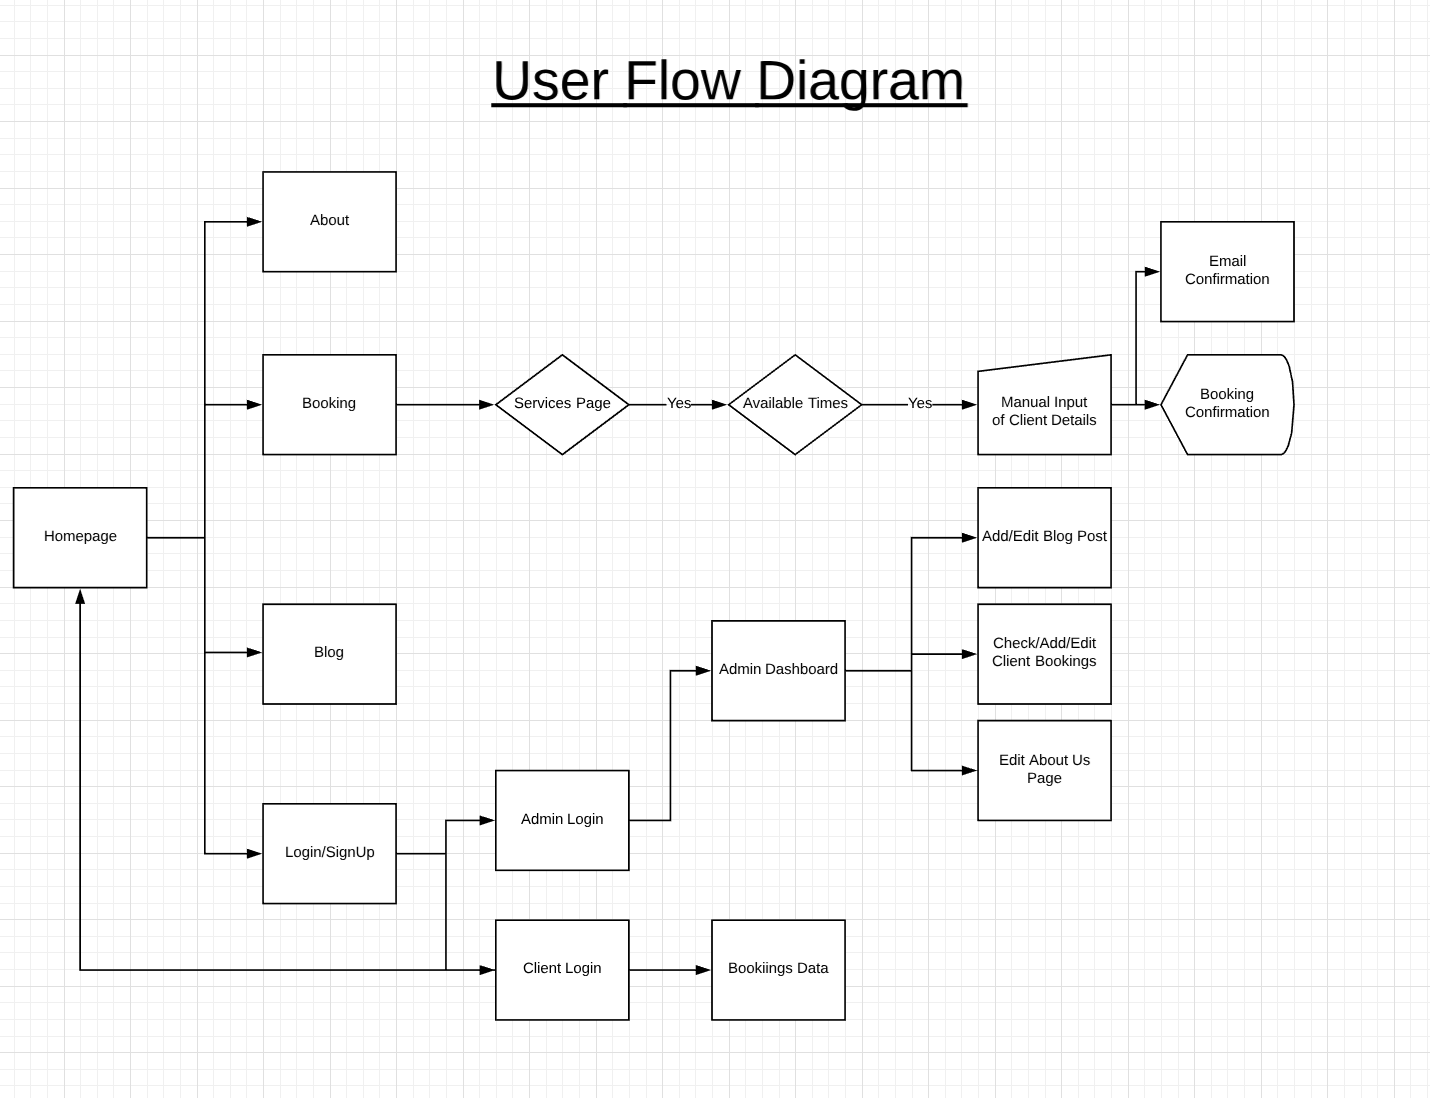 User Flow Diagram
About
Email
Confirmation
Booking
Services Page
Yes
Available Times
Yes
Manual Input
of Client Details
Booking
Confirmation
Homepage
Add/Edit Blog Post
Blog
Check/Add/Edit
Client Bookings
Admin Dashboard
Edit About Us
Page
Admin Login
Login/SignUp
Client Login
Bookiings Data